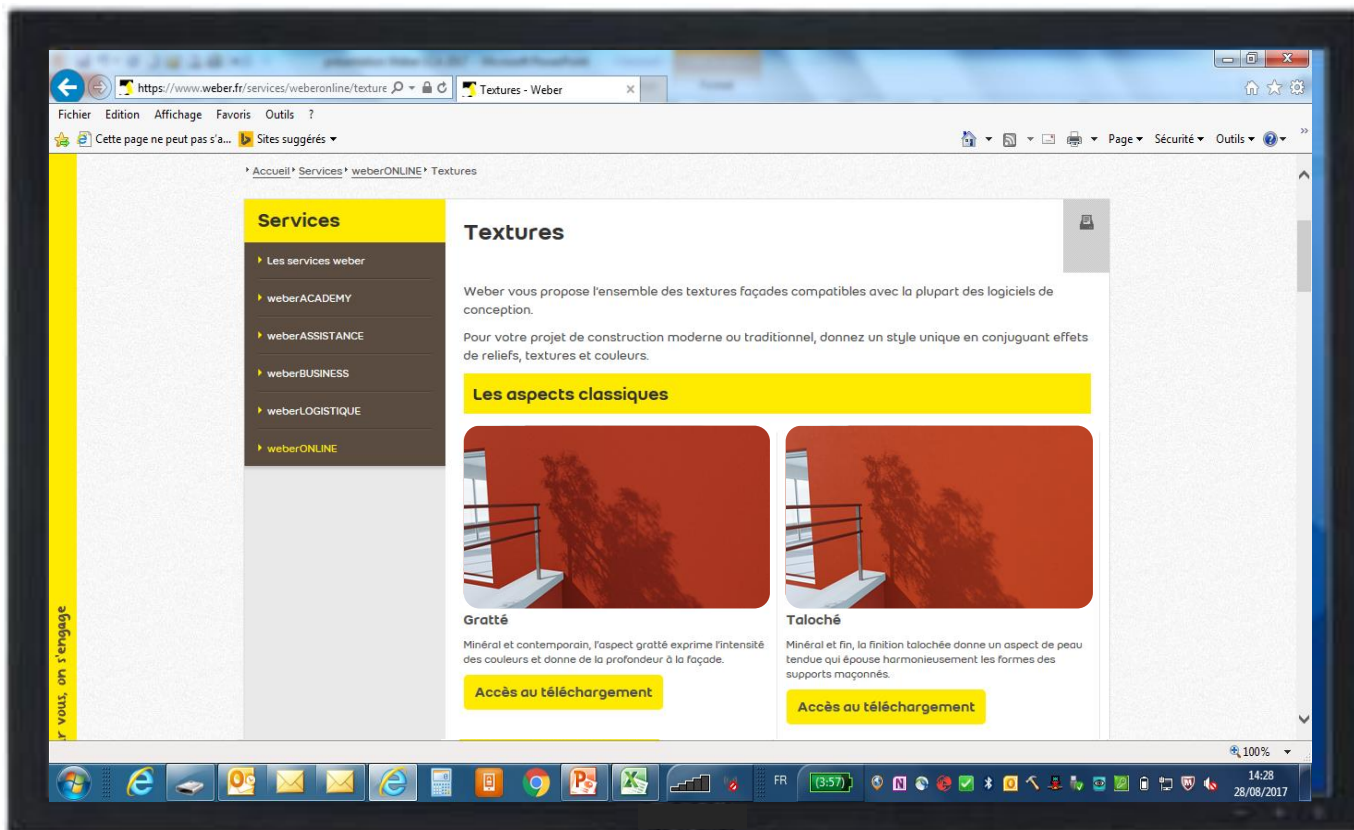 https://www.weber.fr/services/weberonline/texture
Textures - Weber
Fichier Edition Affichage Favoris Outils ?
Cette page ne peut pas s'a... Sites suggérés
Page Sécurité Outils
Accueil Services weberONLINE Textures
Services
Les services weber
weberACADEMY
weberASSISTANCE
weberBUSINESS
weberLOGISTIQUE
weberONLINE
Textures
Weber vous propose l'ensemble des textures façades compatibles avec la plupart des logiciels de
conception.
Pour votre projet de construction moderne ou traditionnel, donnez un style unique en conjuguant effets
de reliefs, textures et couleurs.
Les aspects classiques
Gratté
Minéral et contemporain, l'aspect gratté exprime l'intensité
des couleurs et donne de la profondeur à la façade.
Accès au téléchargement
Taloché
Minéral et fin, la finition talochée donne un aspect de peau
tendue qui épouse harmonieusement les formes des
supports maçonnés.
Accès au téléchargement
vous, on s'engage
100%
FR
(3:57)
14:28
28/08/2017